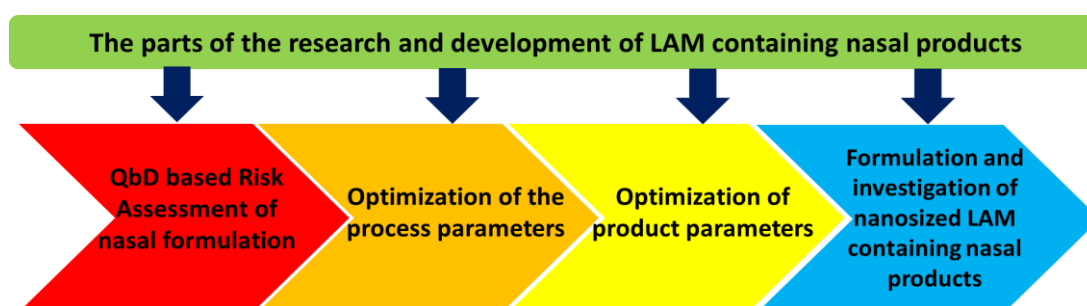 The parts of the research and development of LAM containing nasal products
QbD based Risk
Assessment of
nasal formulation
Optimization of the
process parameters
Optimization of
product parameters
Formulation and
investigation of
nanosized LAM
containing nasal
products